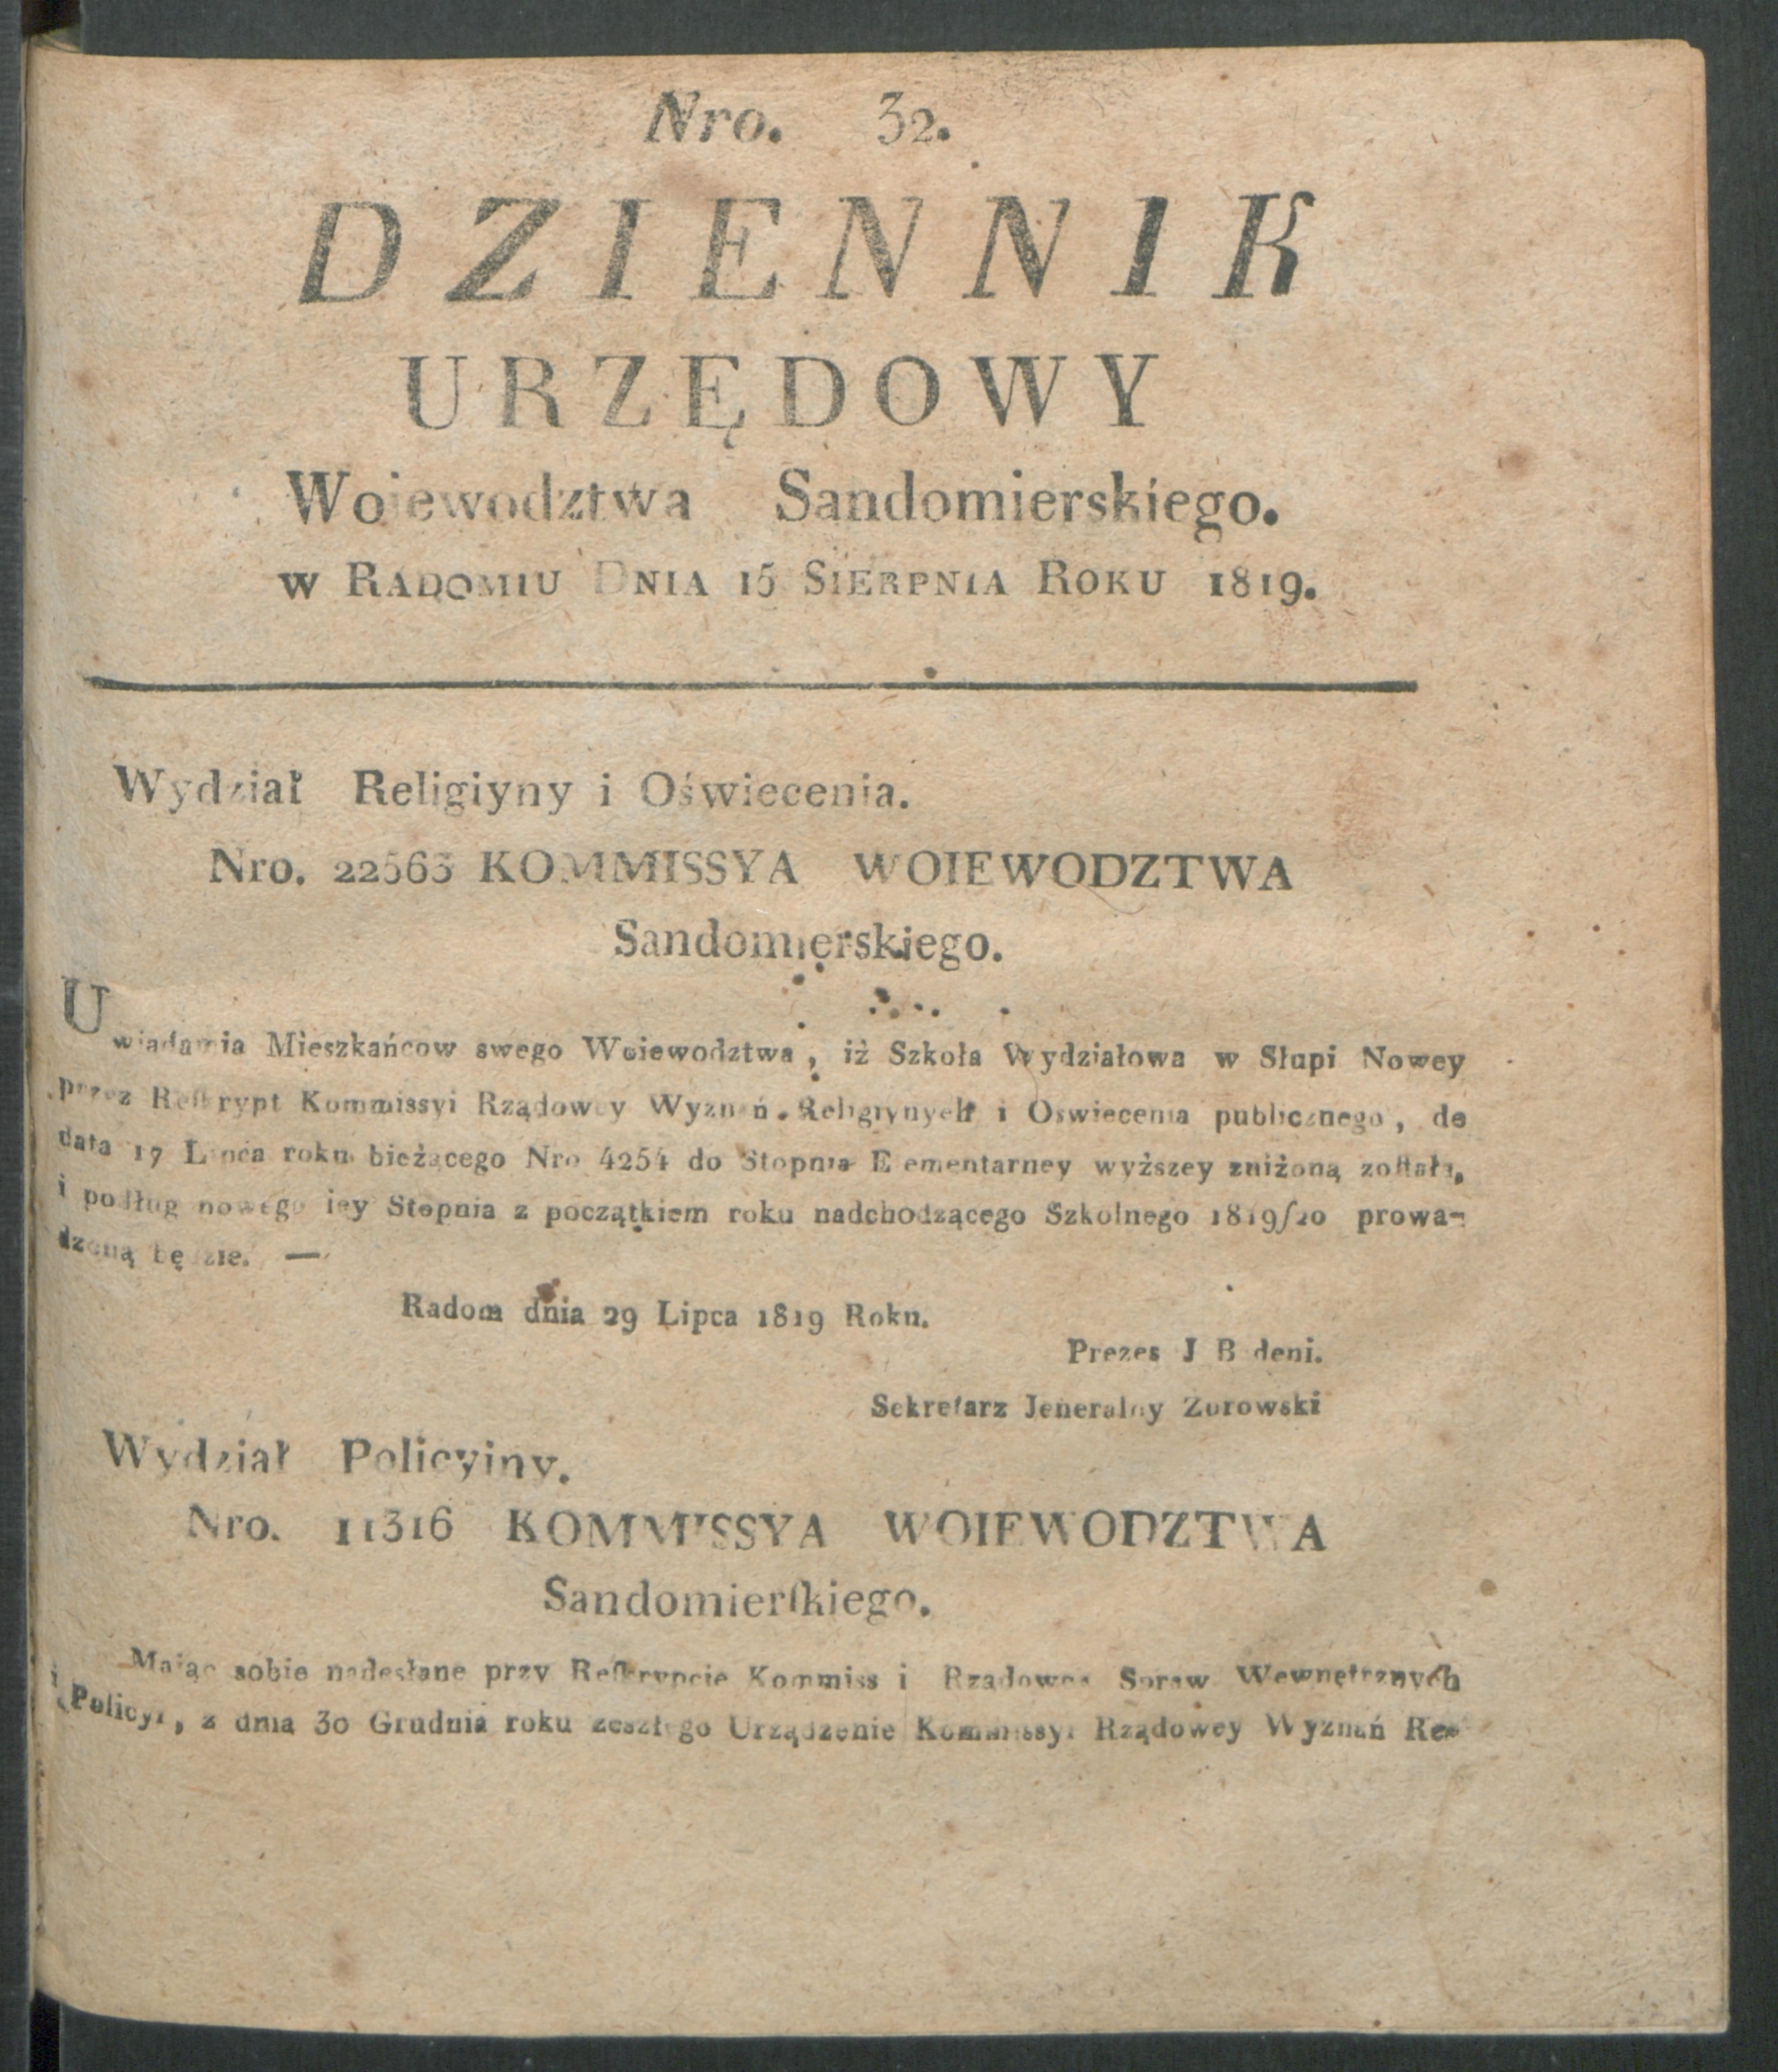 Nro. 32.
DZIENNIK
URZĘDOWY
Woiewodztwa Sandomierskiego.
w Radomiu Dnia 15 Sierpnia Roku 1819.
Wydział Religiyny i Oświecenia.
Nro. 22563 KOMMISSYA WOIEWODZTWA
Sandomierskiego.
Uwiadamia Mieszkańcow swego Woiewodztwa, iż Szkoła Wydziałowa w Słupi Nowey
przez Reſkrypt Kommissyi Rządowey Wyznań Religiynych i Oswiecenia publicznego, de
data 17 Lipca roku bieżącego Nro 4254 do Stopnia Elementarney wyższey zniżoną zoſtała,
i podług nowego iey Stopnia z początkiem roku nadchodzącego Szkolnego 1819/20 prowa-
dzoną będzie. —
Radom dnia 29 Lipca 1819 Roku.
Prezes J Badeni.
Sekretarz Jeneralny Zurowski
Wydział Policyiny.
Nro. 11316 KOMMISSYA WOIEWODZTWA
Sandomierſkiego.
Maiąc sobie nadesłane przy Reſkrypcie Kommissyi Rządowey Spraw Wewnętrznych
i Policyi, z dnia 30 Grudnia roku zeszłego Urządzenie Kommissyi Rządowey Wyznań Re-